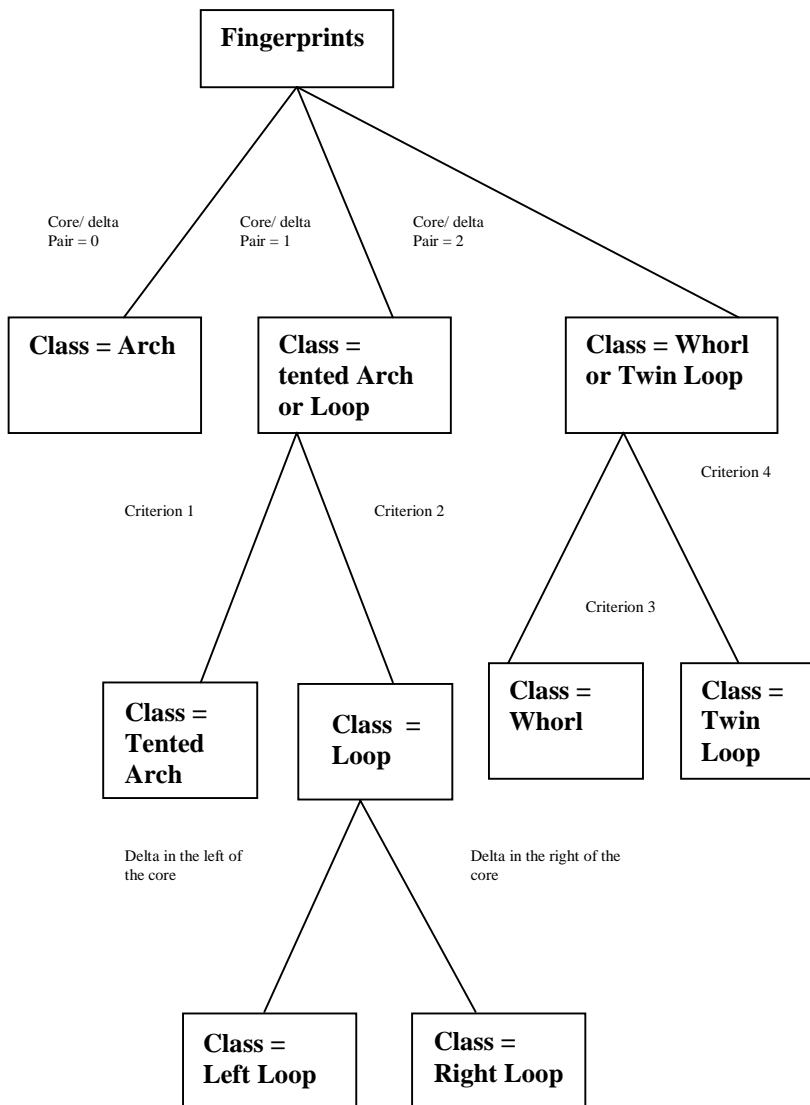 Fingerprints
Core/ delta
Pair = 0
Core/ delta
Pair = 1
Core/ delta
Pair = 2
Class = Arch
Class =
tented Arch
or Loop
Class = Whorl
or Twin Loop
Criterion 1
Criterion 2
Criterion 4
Criterion 3
Class =
Tented
Arch
Class =
Loop
Class =
Whorl
Class =
Twin
Loop
Delta in the left of
the core
Delta in the right of the
core
Class =
Left Loop
Class =
Right Loop